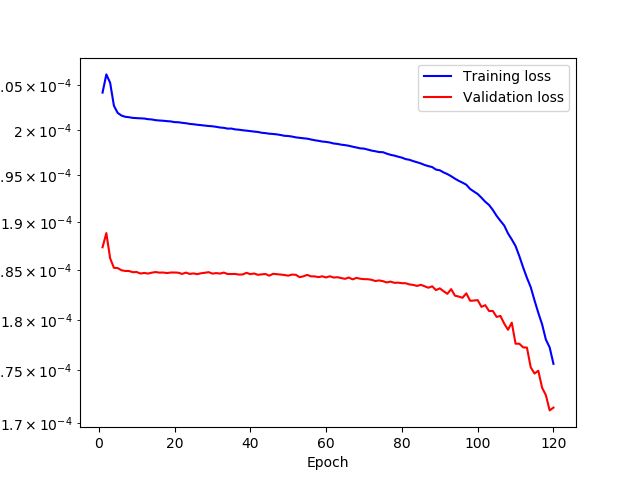 Training loss
Validation loss
.05 × 10⁻⁴
2 × 10⁻⁴
.95 × 10⁻⁴
1.9 × 10⁻⁴
.85 × 10⁻⁴
1.8 × 10⁻⁴
.75 × 10⁻⁴
1.7 × 10⁻⁴
0 20 40 60 80 100 120
Epoch